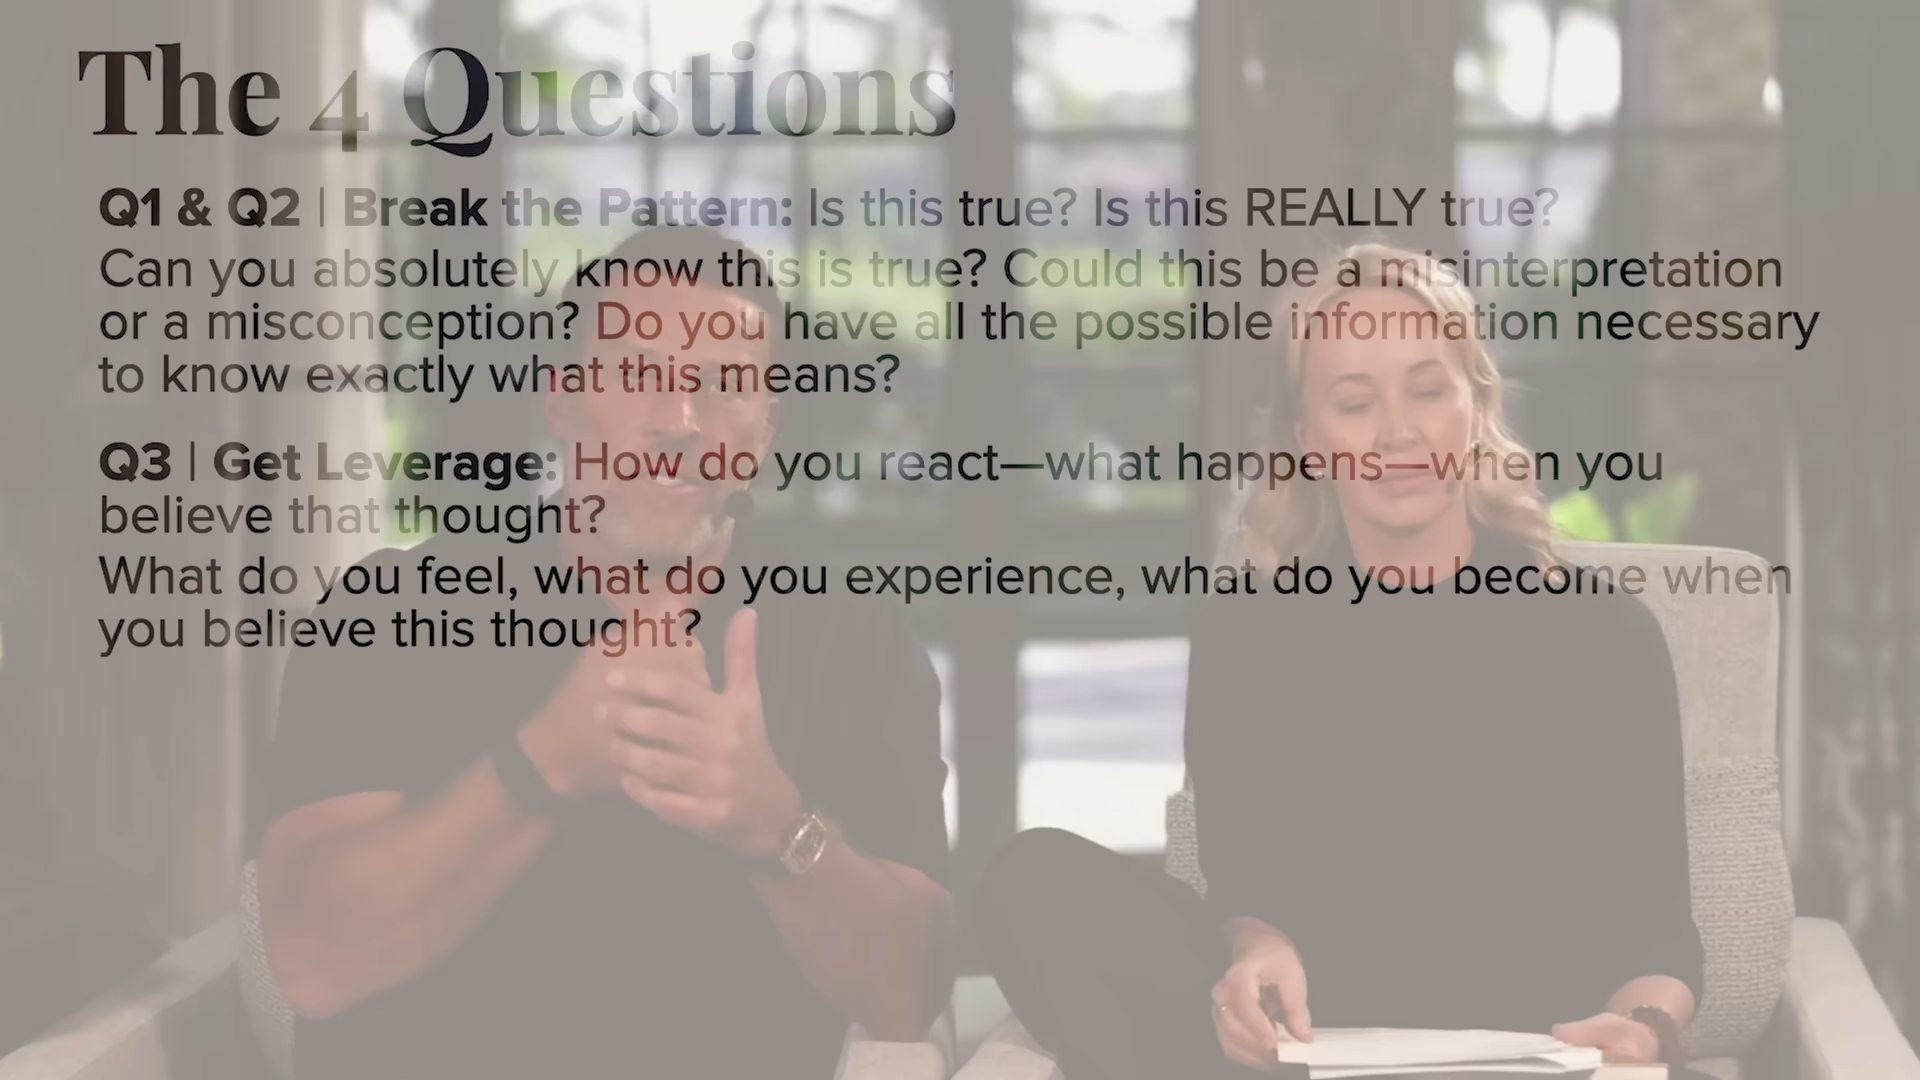 The 4 Questions
Q1 & Q2 | Break the Pattern: Is this true? Is this REALLY true?
Can you absolutely know this is true? Could this be a misinterpretation
or a misconception? Do you have all the possible information necessary
to know exactly what this means?
Q3 | Get Leverage: How do you react—what happens—when you
believe that thought?
What do you feel, what do you experience, what do you become when
you believe this thought?